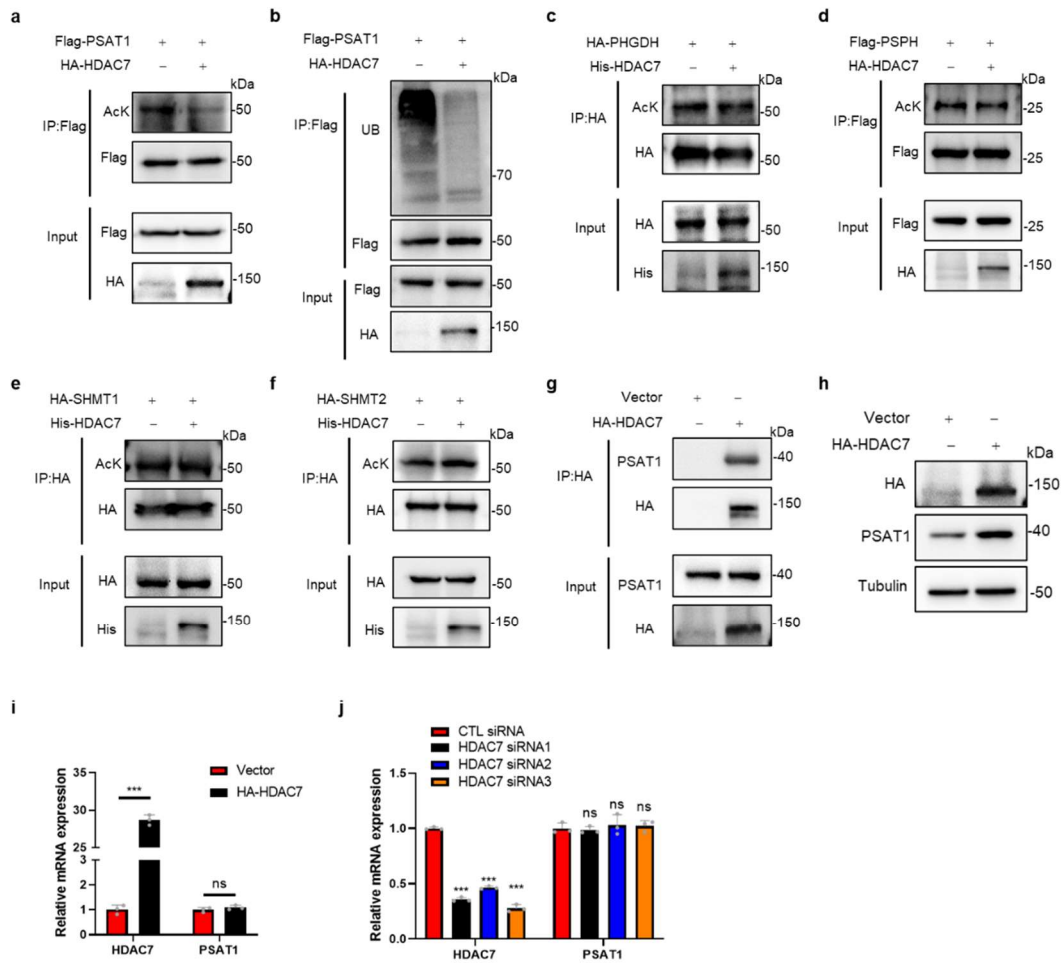 a
Flag-PSAT1 + +
HA-HDAC7 − +
kDa
IP:Flag
AcK -50
Flag -50
Input
Flag -50
HA -150
b
Flag-PSAT1 + +
HA-HDAC7 − +
kDa
IP:Flag
UB
-70
Flag -50
Input
Flag -50
HA -150
c
HA-PHGDH + +
His-HDAC7 − +
kDa
IP:HA
AcK -50
HA -50
Input
HA -50
His -150
d
Flag-PSPH + +
HA-HDAC7 − +
kDa
IP:Flag
AcK -25
Flag -25
Input
Flag -25
HA -150
e
HA-SHMT1 + +
His-HDAC7 − +
kDa
IP:HA
AcK -50
HA -50
Input
HA -50
His -150
f
HA-SHMT2 + +
His-HDAC7 − +
kDa
IP:HA
AcK -50
HA -50
Input
HA -50
His -150
g
Vector + −
HA-HDAC7 − +
kDa
IP:HA
PSAT1 -40
HA -150
Input
PSAT1 -40
HA -150
h
Vector + −
HA-HDAC7 − +
kDa
HA -150
PSAT1 -40
Tubulin -50
i
Relative mRNA expression
35
30
25
4
3
2
1
0
Vector
HA-HDAC7
***
ns
HDAC7 PSAT1
j
CTL siRNA
HDAC7 siRNA1
HDAC7 siRNA2
HDAC7 siRNA3
Relative mRNA expression
1.5
1.0
0.5
0.0
*** *** ***
ns ns ns
HDAC7 PSAT1